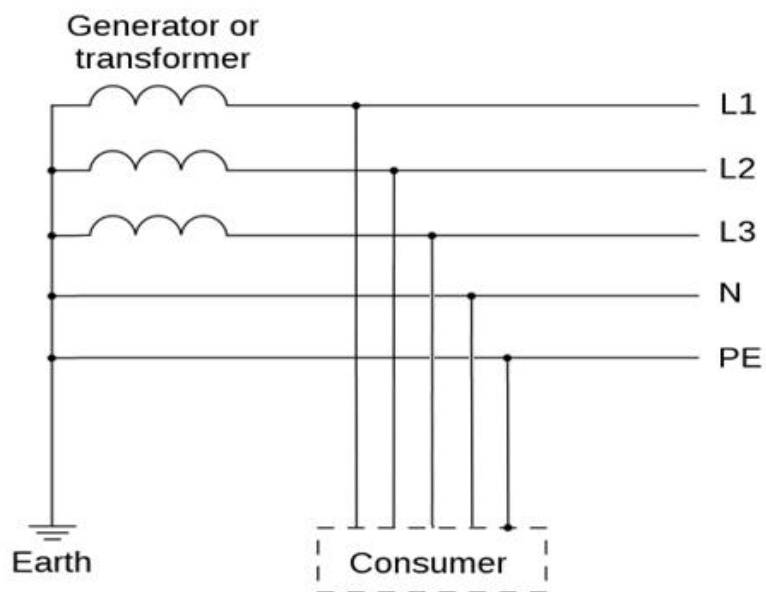 Generator or
transformer
L1
L2
L3
N
PE
Earth
Consumer